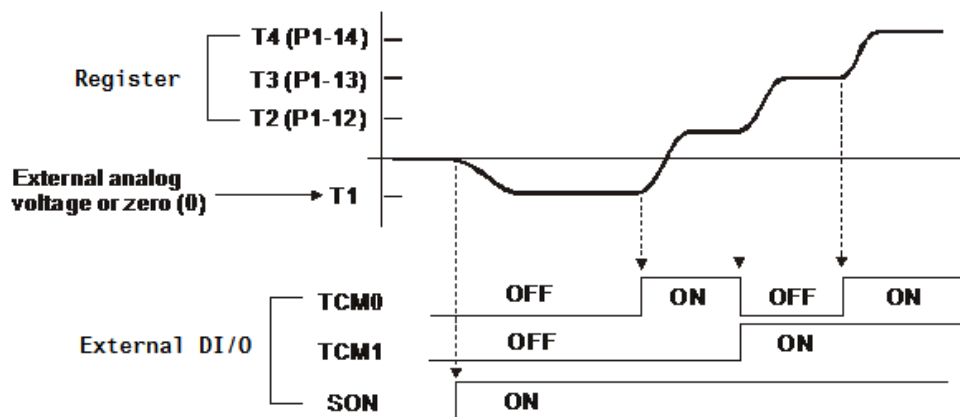 T4 (P1-14)
Register
T3 (P1-13)
T2 (P1-12)
External analog
voltage or zero (0)
T1
TCM0
OFF
ON
OFF
ON
External DI/O
TCM1
OFF
ON
SON
ON